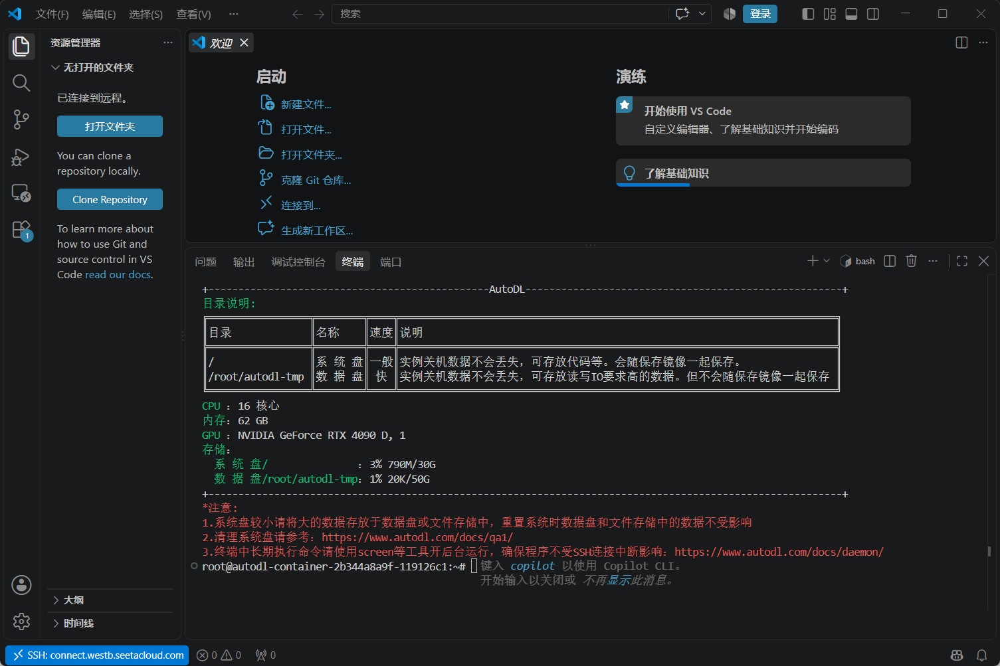 文件(F) 编辑(E) 选择(S) 查看(V) ··· 搜索 登录
资源管理器 ···
无打开的文件夹
已连接到远程。
打开文件夹
You can clone a
repository locally.
Clone Repository
To learn more about
how to use Git and
source control in VS
Code read our docs.
大纲
时间线
1
欢迎
启动
新建文件...
打开文件...
打开文件夹...
克隆 Git 仓库...
连接到...
生成新工作区...
演练
开始使用 VS Code
自定义编辑器、了解基础知识并开始编码
了解基础知识
问题 输出 调试控制台 终端 端口 bash
+-----------------------------------------------AutoDL-----------------------------------------------------+
目录说明:
目录 名称 速度 说明
/ 系 统 盘 一般 实例关机数据不会丢失，可存放代码等。会随保存镜像一起保存。
/root/autodl-tmp 数 据 盘 快 实例关机数据不会丢失，可存放读写IO要求高的数据。但不会随保存镜像一起保存
CPU ：16 核心
内存：62 GB
GPU ：NVIDIA GeForce RTX 4090 D, 1
存储：
系 统 盘/ ：3% 790M/30G
数 据 盘/root/autodl-tmp：1% 20K/50G
+----------------------------------------------------------------------------------------------------------+
*注意:
1.系统盘较小请将大的数据存放于数据盘或文件存储中，重置系统时数据盘和文件存储中的数据不受影响
2.清理系统盘请参考：https://www.autodl.com/docs/qa1/
3.终端中长期执行命令请使用screen等工具开后台运行，确保程序不受SSH连接中断影响：https://www.autodl.com/docs/daemon/
root@autodl-container-2b344a8a9f-119126c1:~# 键入 copilot 以使用 Copilot CLI。
开始输入以关闭或 不再显示此消息。
SSH: connect.westb.seetacloud.com 0 0 0